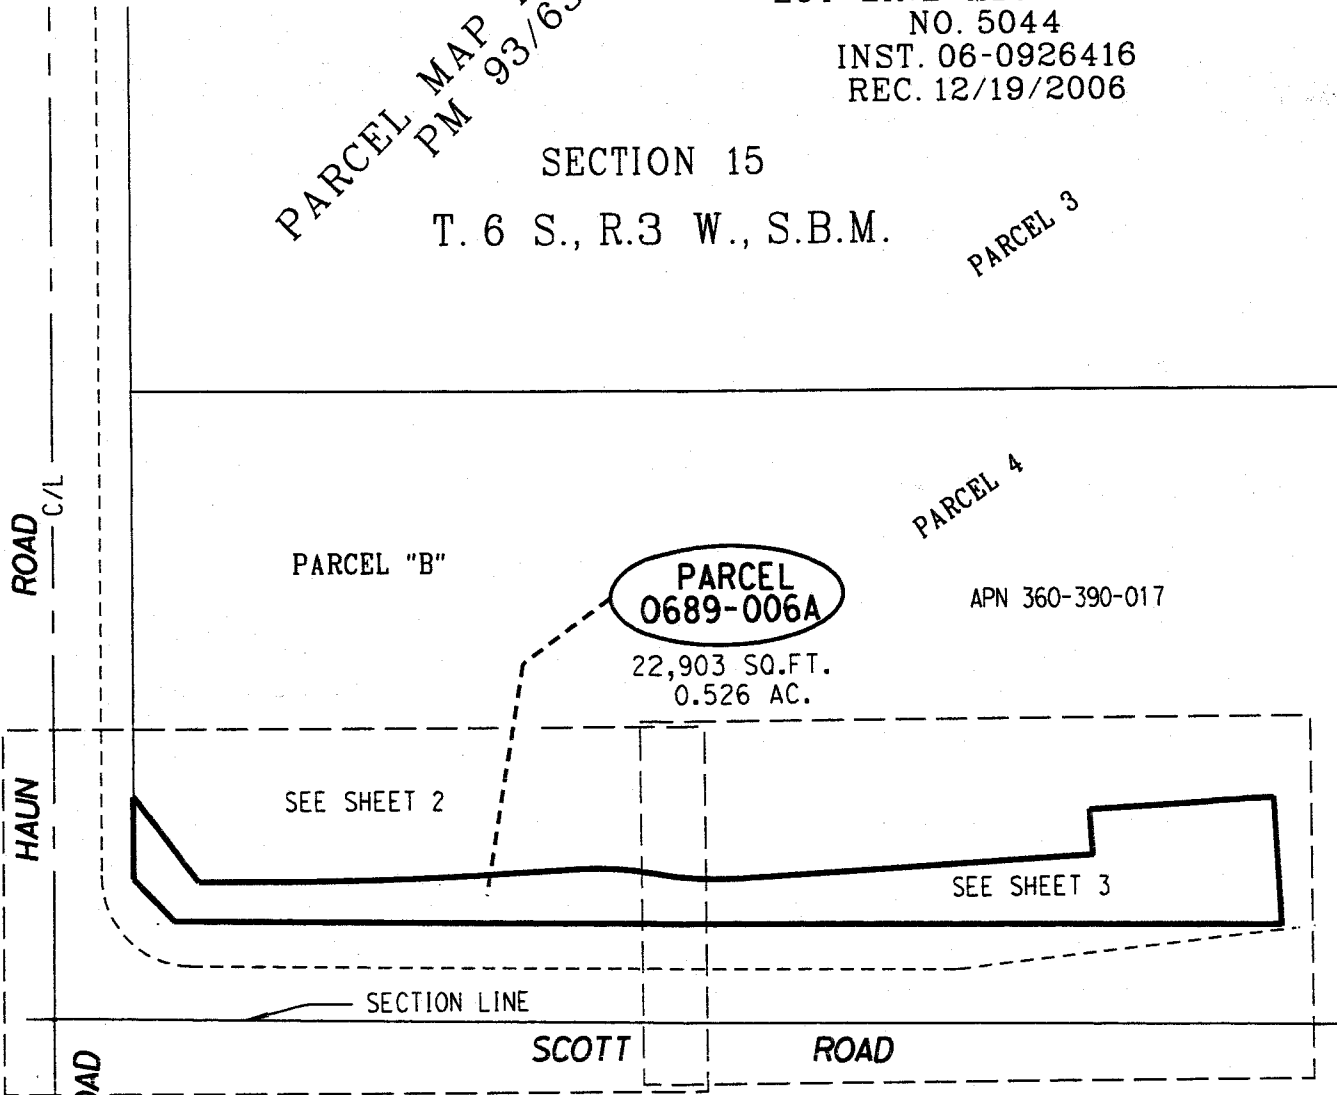 NO. 5044
INST. 06-0926416
REC. 12/19/2006
PARCEL MAP
PM 93/63
SECTION 15
T. 6 S., R.3 W., S.B.M.
PARCEL 3
ROAD
C/L
PARCEL 4
PARCEL "B"
PARCEL
0689-006A
APN 360-390-017
22,903 SQ.FT.
0.526 AC.
HAUN
SEE SHEET 2
SEE SHEET 3
SECTION LINE
SCOTT ROAD